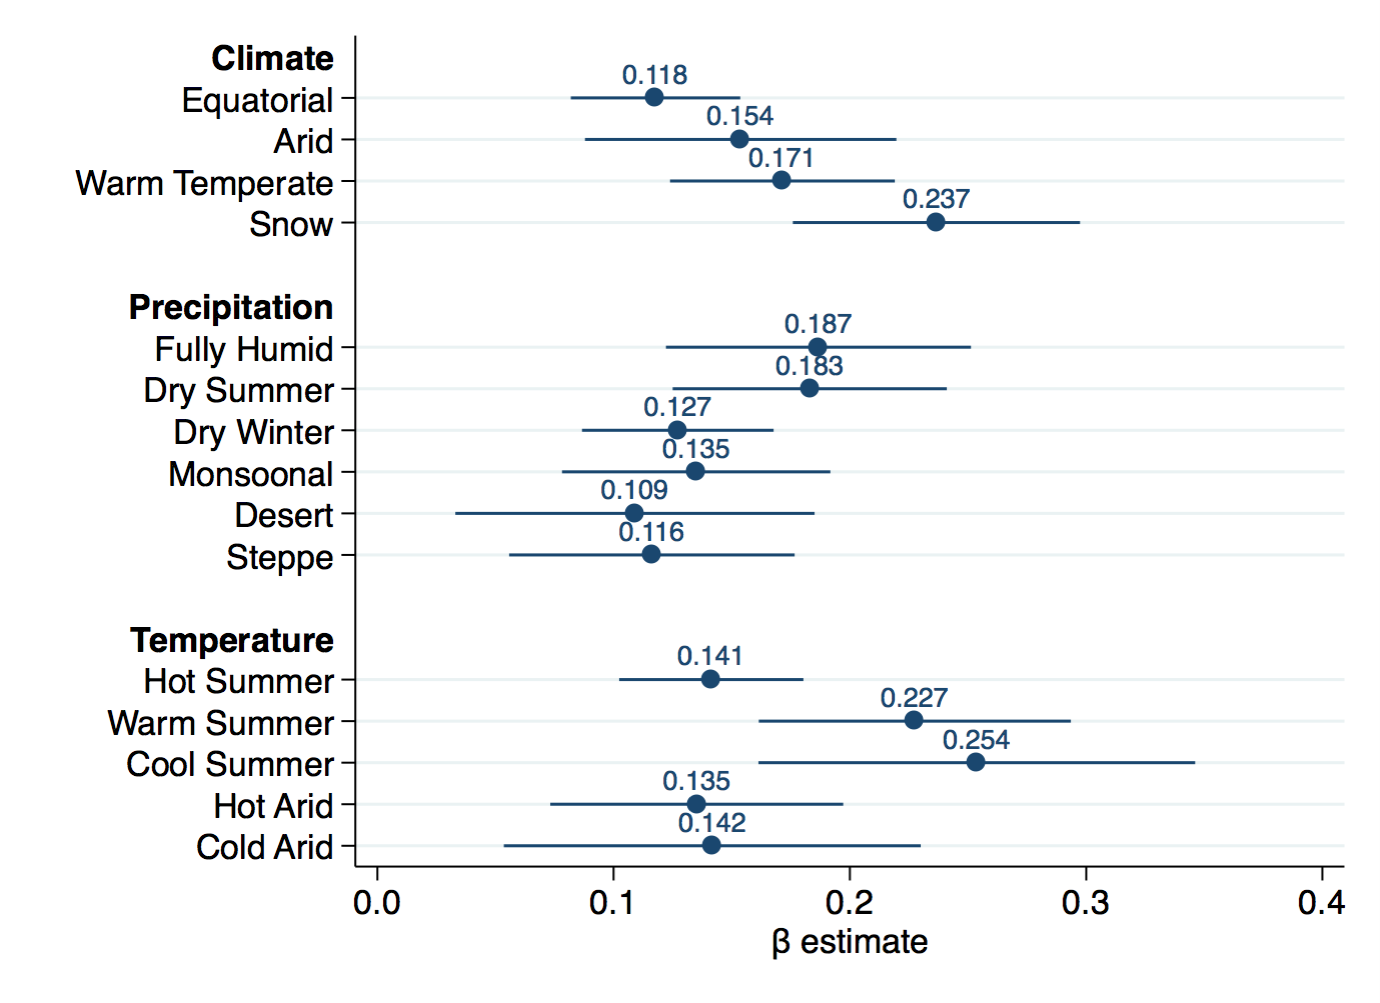 Climate
Equatorial 0.118
Arid 0.154
Warm Temperate 0.171
Snow 0.237
Precipitation
Fully Humid 0.187
Dry Summer 0.183
Dry Winter 0.127
Monsoonal 0.135
Desert 0.109
Steppe 0.116
Temperature
Hot Summer 0.141
Warm Summer 0.227
Cool Summer 0.254
Hot Arid 0.135
Cold Arid 0.142
0.0 0.1 0.2 0.3 0.4
β estimate